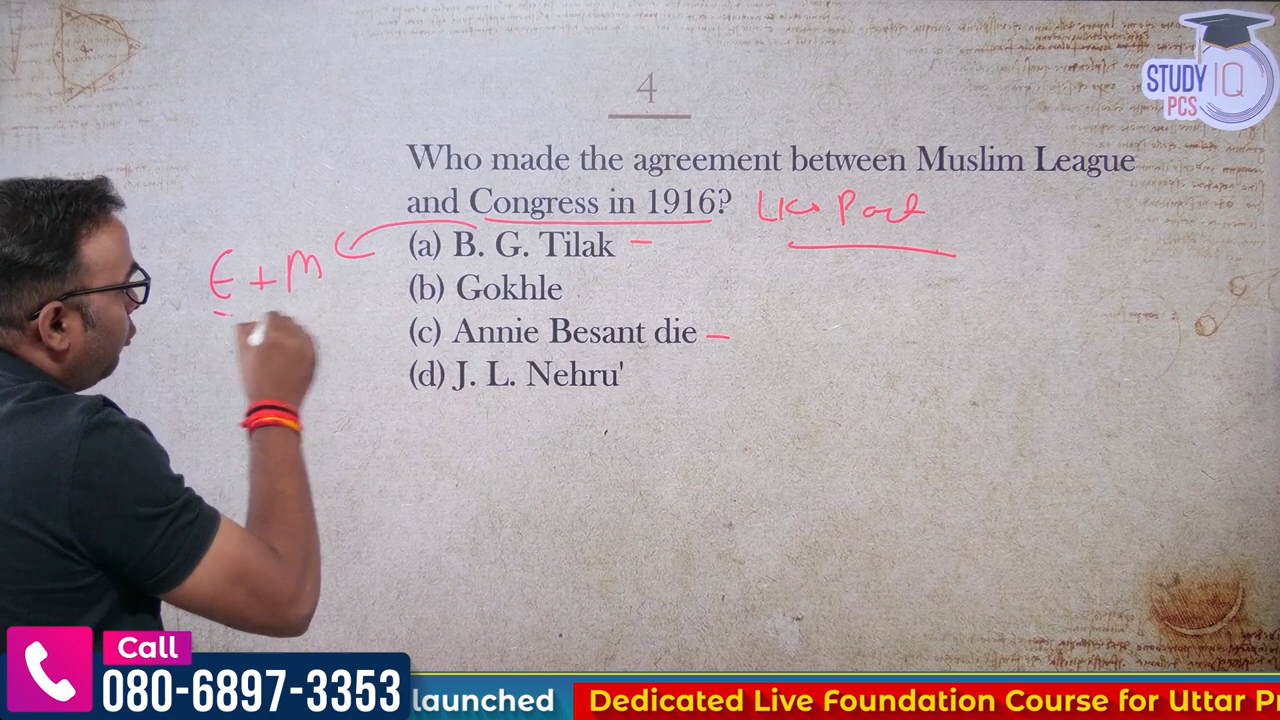 4
STUDY IQ
PCS
Who made the agreement between Muslim League
and Congress in 1916?
(a) B. G. Tilak
(b) Gokhle
(c) Annie Besant die
(d) J. L. Nehru'
E + M
Call
080-6897-3353
launched
Dedicated Live Foundation Course for Uttar P